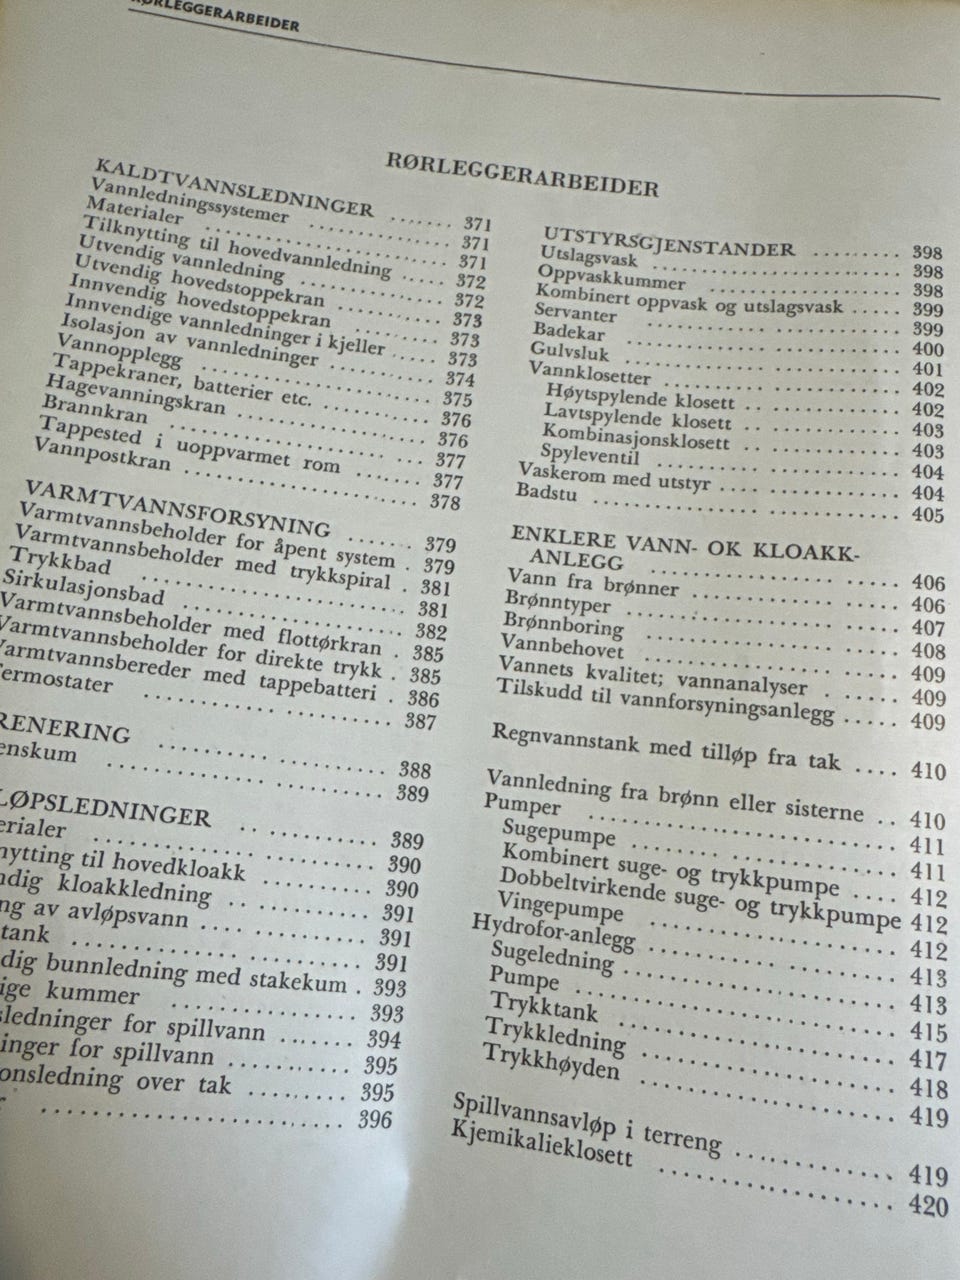 RØRLEGGERARBEIDER
RØRLEGGERARBEIDER
KALDTVANNSLEDNINGER ....... 371
Vannledningssystemer ............... 371
Materialer ........................ 371
Tilknytting til hovedvannledning ..... 372
Utvendig vannledning .............. 372
Utvendig hovedstoppekran .......... 373
Innvendig hovedstoppekran ......... 373
Innvendige vannledninger i kjeller ..... 373
Isolasjon av vannledninger .......... 374
Vannopplegg ..................... 375
Tappekraner, batterier etc. .......... 376
Hagevanningskran ................. 376
Brannkran ....................... 377
Tappested i uoppvarmet rom ....... 377
Vannpostkran .................... 378
VARMTVANNSFORSYNING ...... 379
Varmtvannsbeholder for åpent system . 379
Varmtvannsbeholder med trykkspiral . 381
Trykkbad ........................ 381
Sirkulasjonsbad ................... 382
Varmtvannsbeholder med flottørkran . 385
Varmtvannsbeholder for direkte trykk . 385
Varmtvannsbereder med tappebatteri . 386
ermostater ...................... 387
RENERING .................... 388
enskum ........................ 389
LØPSLEDNINGER .............. 389
erialer ......................... 390
nytting til hovedkloakk ......... 390
ndig kloakkledning ............. 391
ng av avløpsvann .............. 391
tank .......................... 391
dig bunnledning med stakekum . 393
ige kummer ................... 393
sledninger for spillvann ....... 394
inger for spillvann ............ 395
onsledning over tak .......... 395
r ........................... 396
UTSTYRSGJENSTANDER ......... 398
Utslagsvask ....................... 398
Oppvaskkummer .................. 398
Kombinert oppvask og utslagsvask ..... 399
Servanter ........................ 399
Badekar ......................... 400
Gulvsluk ........................ 401
Vannklosetter .................... 402
Høytspylende klosett .............. 402
Lavtspylende klosett .............. 403
Kombinasjonsklosett .............. 403
Spyleventil ...................... 404
Vaskerom med utstyr .............. 404
Badstu .......................... 405
ENKLERE VANN- OK KLOAKK-
ANLEGG ........................ 406
Vann fra brønner ................. 406
Brønntyper ...................... 407
Brønnboring ..................... 408
Vannbehovet ..................... 409
Vannets kvalitet; vannanalyser ....... 409
Tilskudd til vannforsyningsanlegg ..... 409
Regnvannstank med tilløp fra tak .... 410
Vannledning fra brønn eller sisterne .. 410
Pumper ......................... 411
Sugepumpe ...................... 411
Kombinert suge- og trykkpumpe .... 412
Dobbeltvirkende suge- og trykkpumpe 412
Vingepumpe ..................... 412
Hydrofor-anlegg .................. 413
Sugeledning ..................... 413
Pumpe ......................... 415
Trykktank ....................... 417
Trykkledning .................... 418
Trykkhøyden .................... 419
Spillvannsavløp i terreng ............ 419
Kjemikalieklosett .................. 420